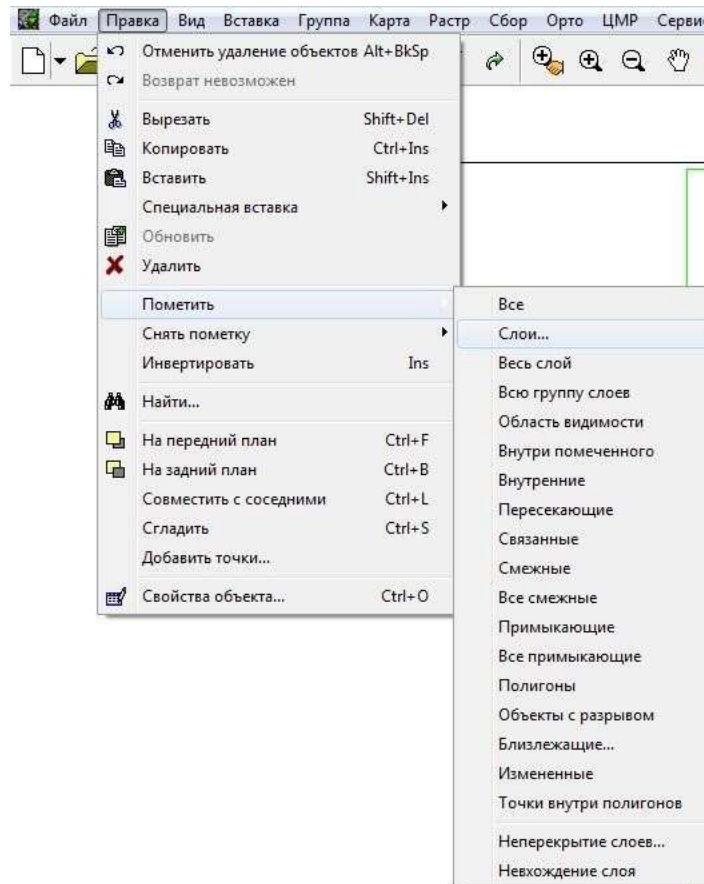 Файл Правка Вид Вставка Группа Карта Растр Сбор Орто ЦМР Серви
Отменить удаление объектов Alt+BkSp
Возврат невозможен
Вырезать Shift+Del
Копировать Ctrl+Ins
Вставить Shift+Ins
Специальная вставка
Обновить
Удалить
Пометить
Снять пометку
Инвертировать Ins
Найти...
На передний план Ctrl+F
На задний план Ctrl+B
Совместить с соседними Ctrl+L
Сгладить Ctrl+S
Добавить точки...
Свойства объекта... Ctrl+O
Все
Слои...
Весь слой
Всю группу слоев
Область видимости
Внутри помеченного
Внутренние
Пересекающие
Связанные
Смежные
Все смежные
Примыкающие
Все примыкающие
Полигоны
Объекты с разрывом
Близлежащие...
Измененные
Точки внутри полигонов
Неперекрытие слоев...
Невхождение слоя